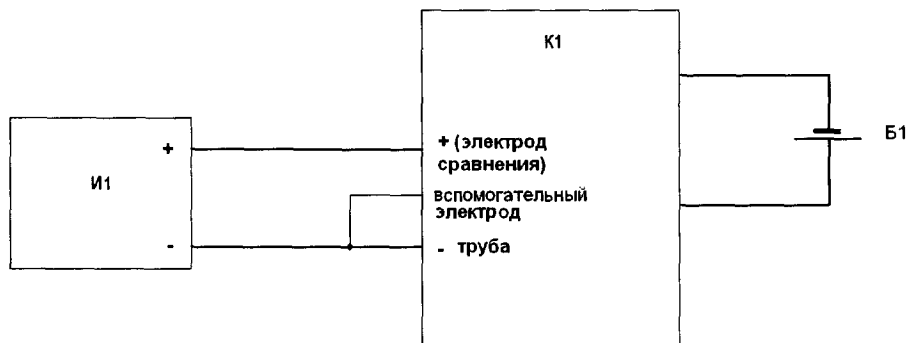 К1
+
+ (электрод
сравнения)
И1
вспомогательный
электрод
-
- труба
Б1